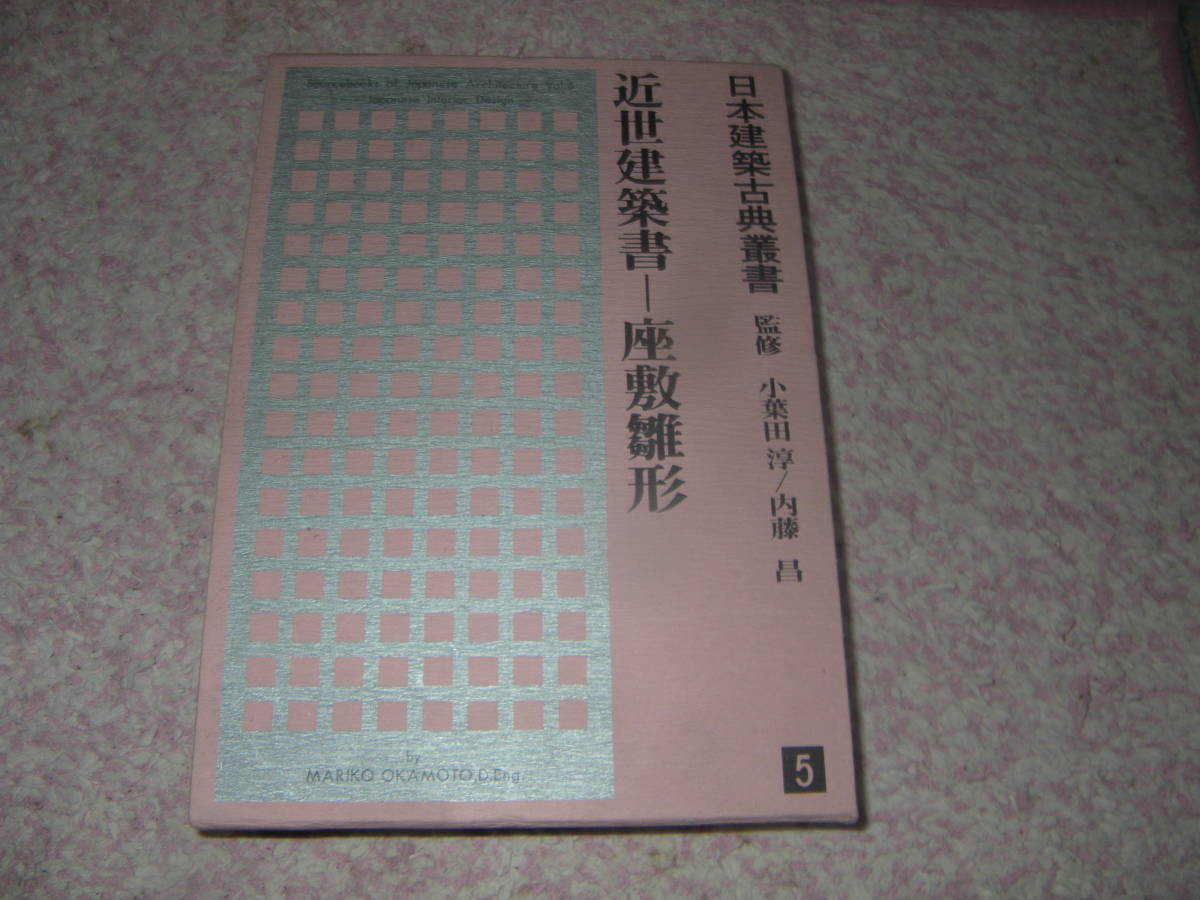 日本建築古典叢書 監修 小葉田 淳/内藤 昌
近世建築書―座敷雛形
Sourcebooks of Japanese Architecture Vol.5
Japanese Interior Design
by
MARIKO OKAMOTO,D.Eng.
5